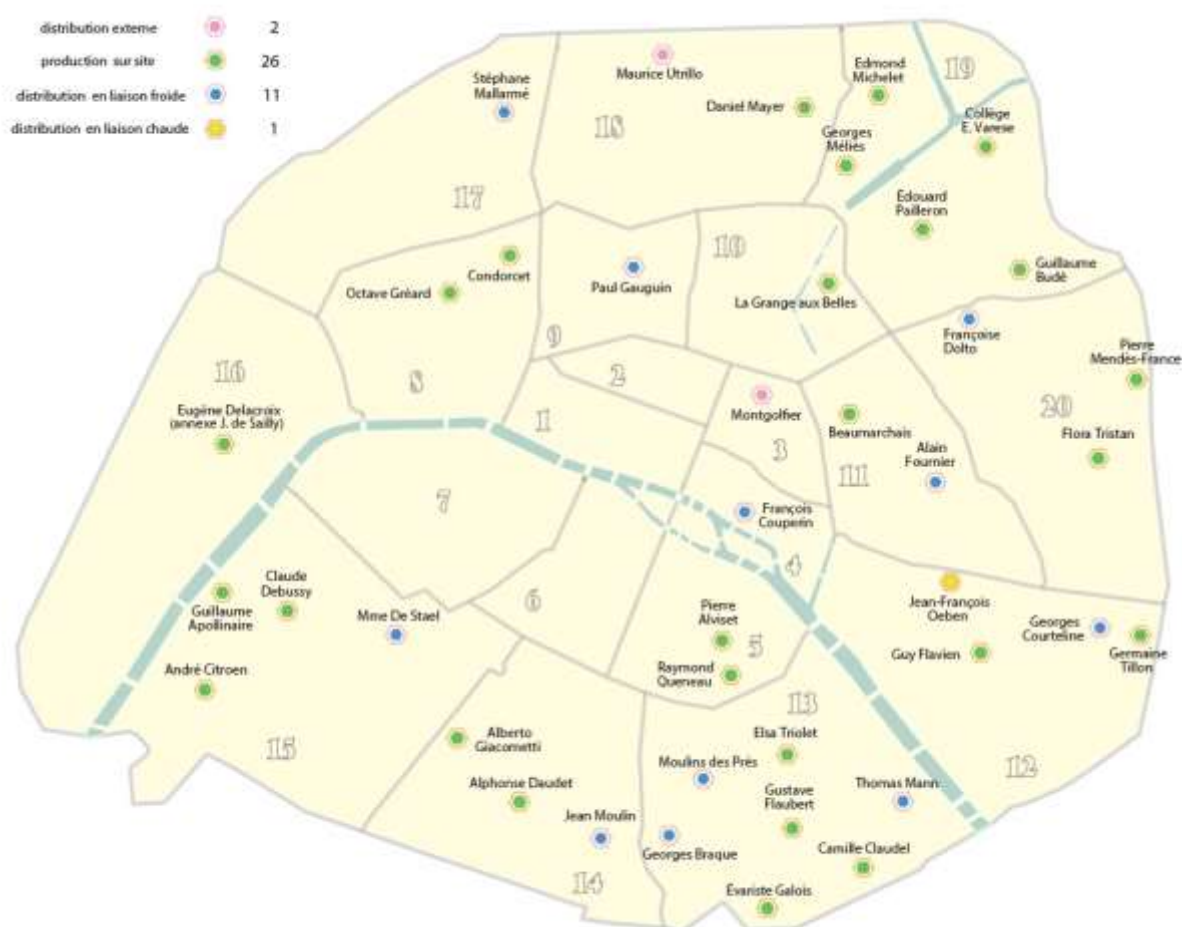 distribution externe 2
production sur site 26
distribution en liaison froide 11
distribution en liaison chaude 1
19
Stéphane
Mallarmé
Maurice Utrillo
Edmond
Michelet
Daniel Mayer
Collège
E. Varese
18
Georges
Méliès
17
Édouard
Pailleron
10
Condorcet
Octave Gréard
Paul Gauguin
La Grange aux Belles
Guillaume
Budé
9
Françoise
Dolto
Pierre
Mendès-France
16
8
2
Eugène Delacroix
(annexe J. de Sailly)
1
Montgolfier
Beaumarchais
20
Flora Tristan
3
Alain
Fournier
11
7
François
Couperin
4
Claude
Debussy
Guillaume
Apollinaire
Mme De Stael
6
Pierre
Alviset
5
Jean-François
Oeben
Georges
Courteline
Guy Flavien
Germaine
Tillon
André Citroen
Raymond
Queneau
13
15
Alberto
Giacometti
Elsa Triolet
12
Alphonse Daudet
Moulins des Prés
Gustave
Flaubert
Thomas Mann
Jean Moulin
Georges Braque
Camille Claudel
14
Évariste Galois